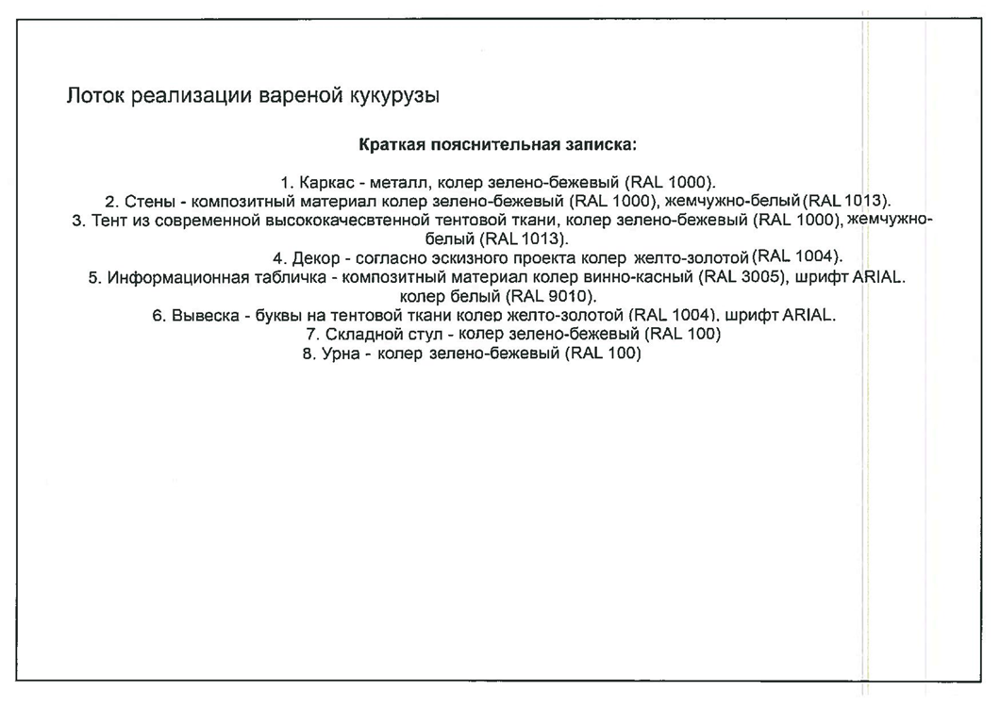 Лоток реализации вареной кукурузы
Краткая пояснительная записка:
1. Каркас - металл, колер зелено-бежевый (RAL 1000).
2. Стены - композитный материал колер зелено-бежевый (RAL 1000), жемчужно-белый (RAL 1013).
3. Тент из современной высококачесвтенной тентовой ткани, колер зелено-бежевый (RAL 1000), жемчужно-
белый (RAL 1013).
4. Декор - согласно эскизного проекта колер желто-золотой (RAL 1004).
5. Информационная табличка - композитный материал колер винно-касный (RAL 3005), шрифт ARIAL.
колер белый (RAL 9010).
6. Вывеска - буквы на тентовой ткани колер желто-золотой (RAL 1004), шрифт ARIAL.
7. Складной стул - колер зелено-бежевый (RAL 100)
8. Урна - колер зелено-бежевый (RAL 100)